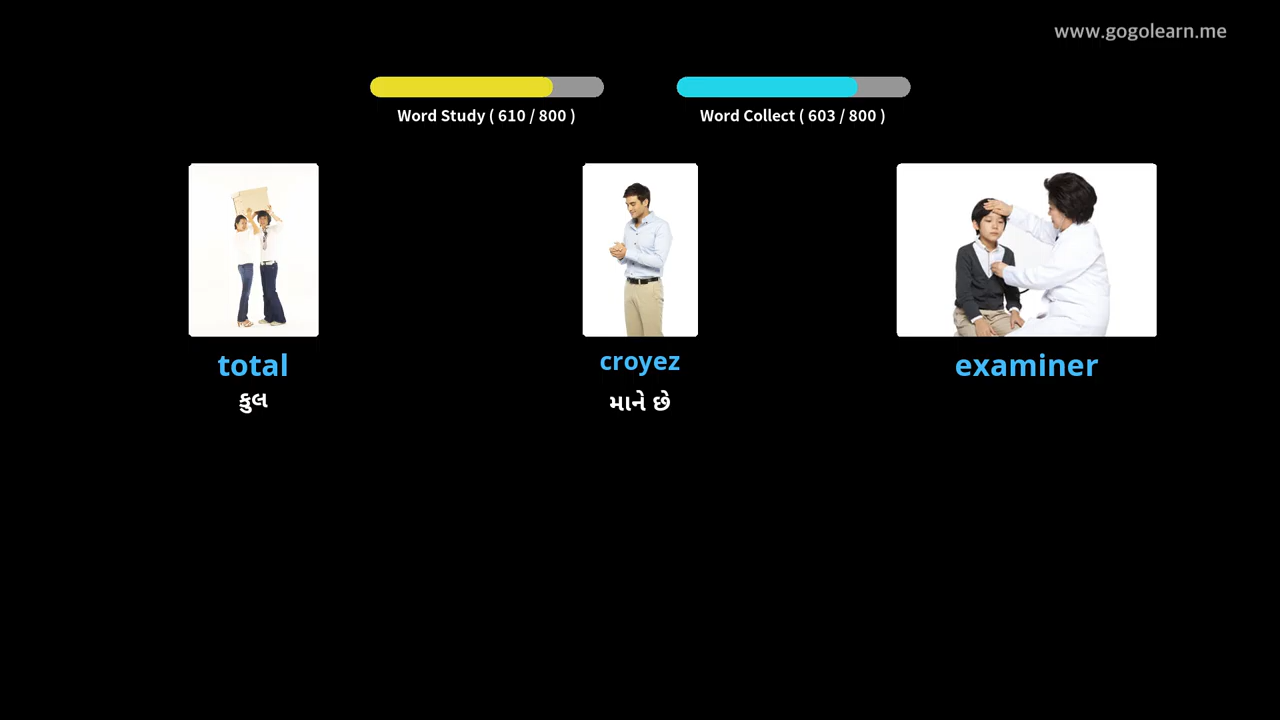 www.gogolearn.me
Word Study ( 610 / 800 )
Word Collect ( 603 / 800 )
total
કુલ
croyez
માને છે
examiner